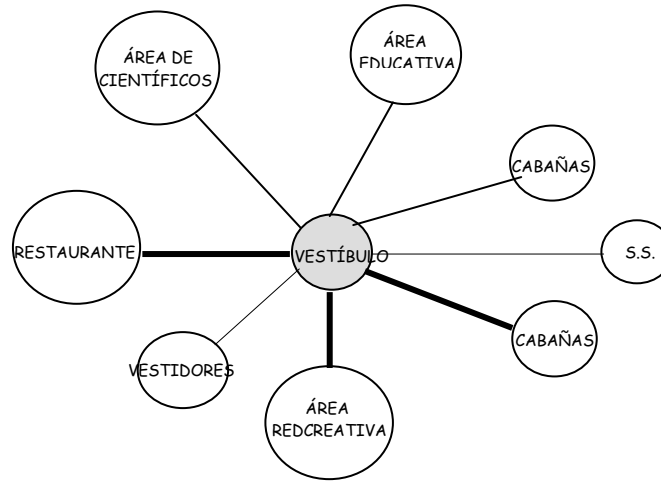 ÁREA DE
CIENTÍFICOS
ÁREA
EDUCATIVA
CABAÑAS
RESTAURANTE
VESTÍBULO
S.S.
CABAÑAS
VESTIDORES
ÁREA
REDCREATIVA